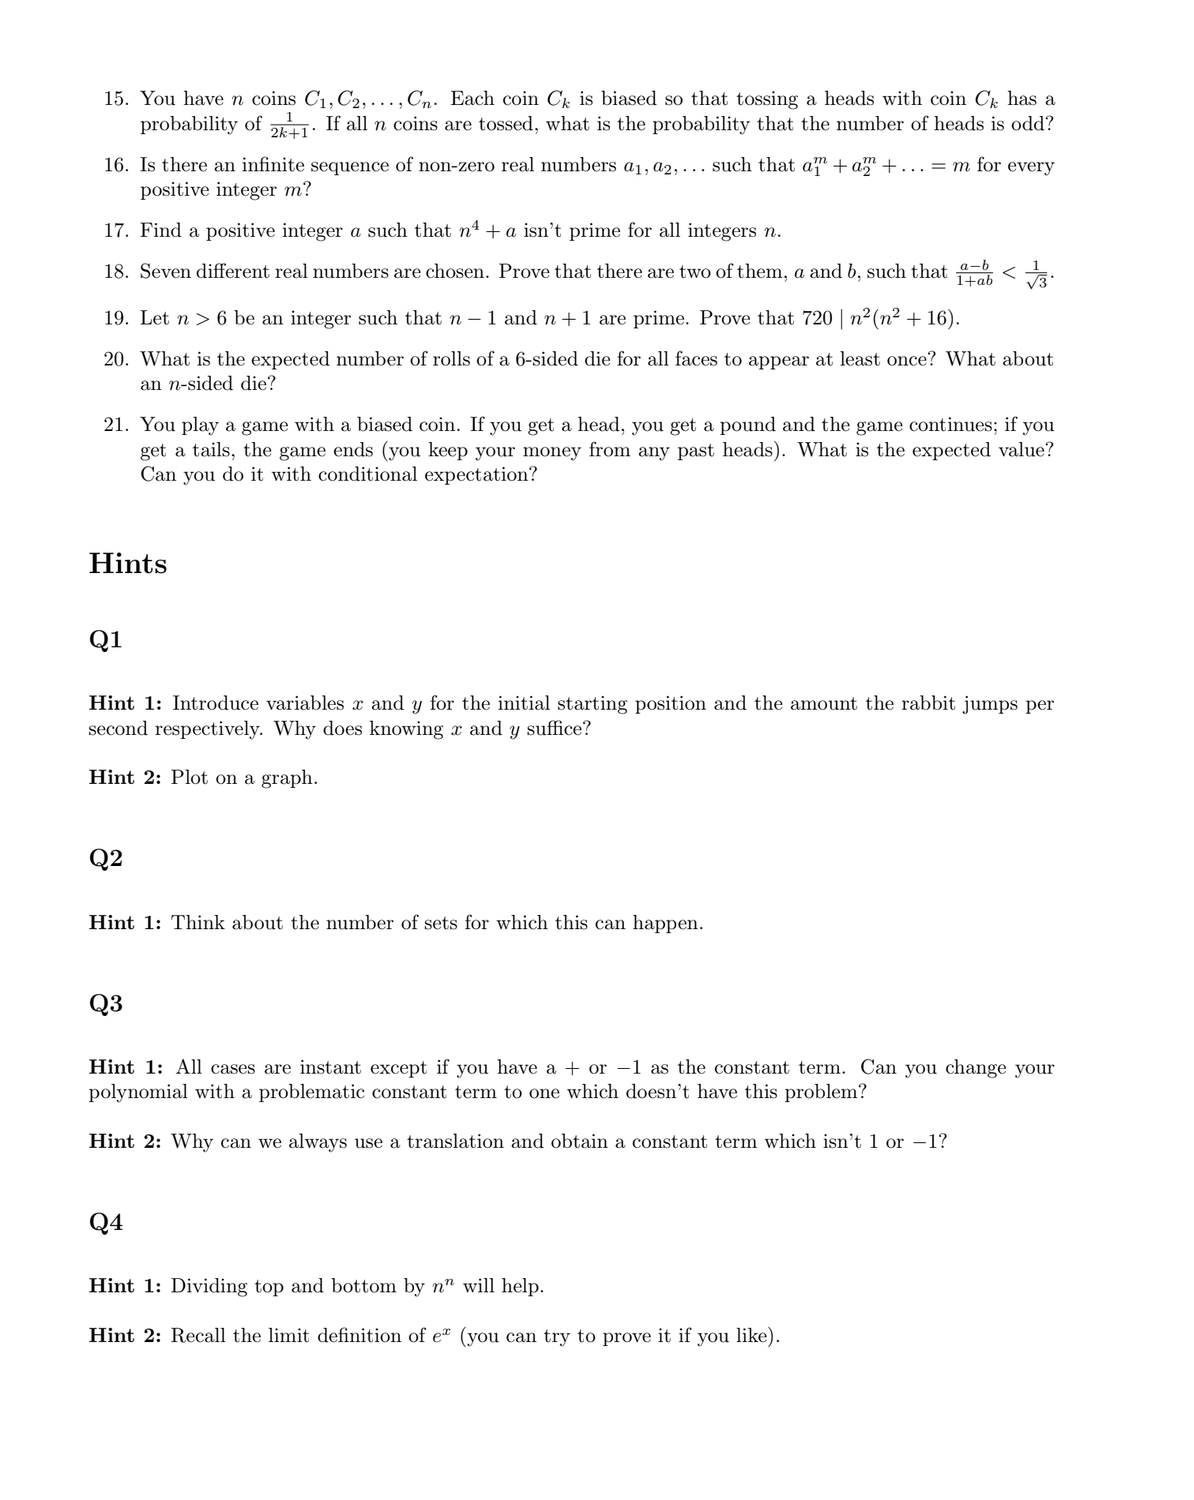 15. You have n coins C₁, C₂, . . . , Cₙ. Each coin Cₖ is biased so that tossing a heads with coin Cₖ has a
probability of 1/(2k+1). If all n coins are tossed, what is the probability that the number of heads is odd?
16. Is there an infinite sequence of non-zero real numbers a₁, a₂, . . . such that a₁ᵐ + a₂ᵐ + . . . = m for every
positive integer m?
17. Find a positive integer a such that n⁴ + a isn't prime for all integers n.
18. Seven different real numbers are chosen. Prove that there are two of them, a and b, such that (a−b)/(1+ab) < 1/√3.
19. Let n > 6 be an integer such that n − 1 and n + 1 are prime. Prove that 720 | n²(n² + 16).
20. What is the expected number of rolls of a 6-sided die for all faces to appear at least once? What about
an n-sided die?
21. You play a game with a biased coin. If you get a head, you get a pound and the game continues; if you
get a tails, the game ends (you keep your money from any past heads). What is the expected value?
Can you do it with conditional expectation?
Hints
Q1
Hint 1: Introduce variables x and y for the initial starting position and the amount the rabbit jumps per
second respectively. Why does knowing x and y suffice?
Hint 2: Plot on a graph.
Q2
Hint 1: Think about the number of sets for which this can happen.
Q3
Hint 1: All cases are instant except if you have a + or −1 as the constant term. Can you change your
polynomial with a problematic constant term to one which doesn't have this problem?
Hint 2: Why can we always use a translation and obtain a constant term which isn't 1 or −1?
Q4
Hint 1: Dividing top and bottom by nⁿ will help.
Hint 2: Recall the limit definition of eˣ (you can try to prove it if you like).